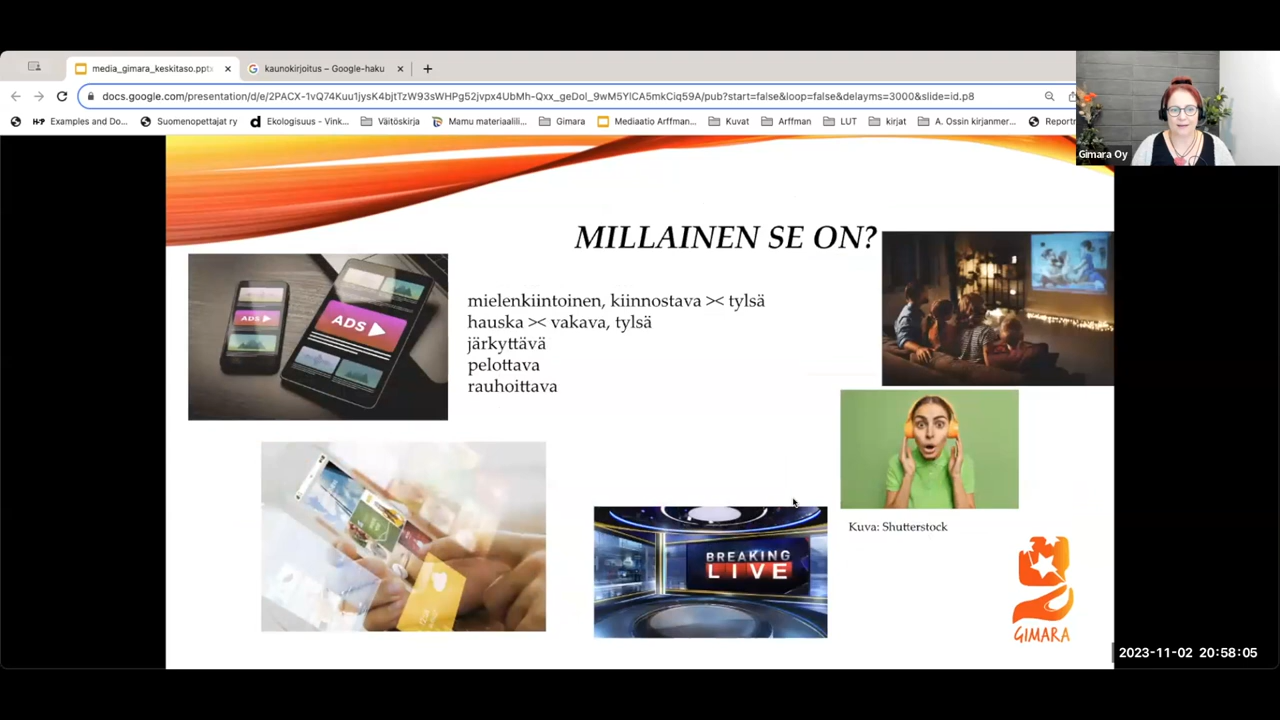 media_gimara_keskitaso.pptx
kaunokirjoitus – Google-haku
docs.google.com/presentation/d/e/2PACX-1vQ74Kuu1jysK4bjtTzW93sWHPg52jvpx4UbMh-Qxx_geDol_9wM5YlCA5mkCiq59A/pub?start=false&loop=false&delayms=3000&slide=id.p8
Examples and Do...
Suomenopettajat ry
Ekologisuus - Vink...
Väitöskirja
Mamu materiaalili...
Gimara
Mediaatio Arffman...
Kuvat
Arffman
LUT
kirjat
A. Ossin kirjanmer...
Gimara Oy
MILLAINEN SE ON?
mielenkiintoinen, kiinnostava >< tylsä
hauska >< vakava, tylsä
järkyttävä
pelottava
rauhoittava
ADS
ADS
BREAKING
LIVE
Kuva: Shutterstock
GIMARA
2023-11-02 20:58:05